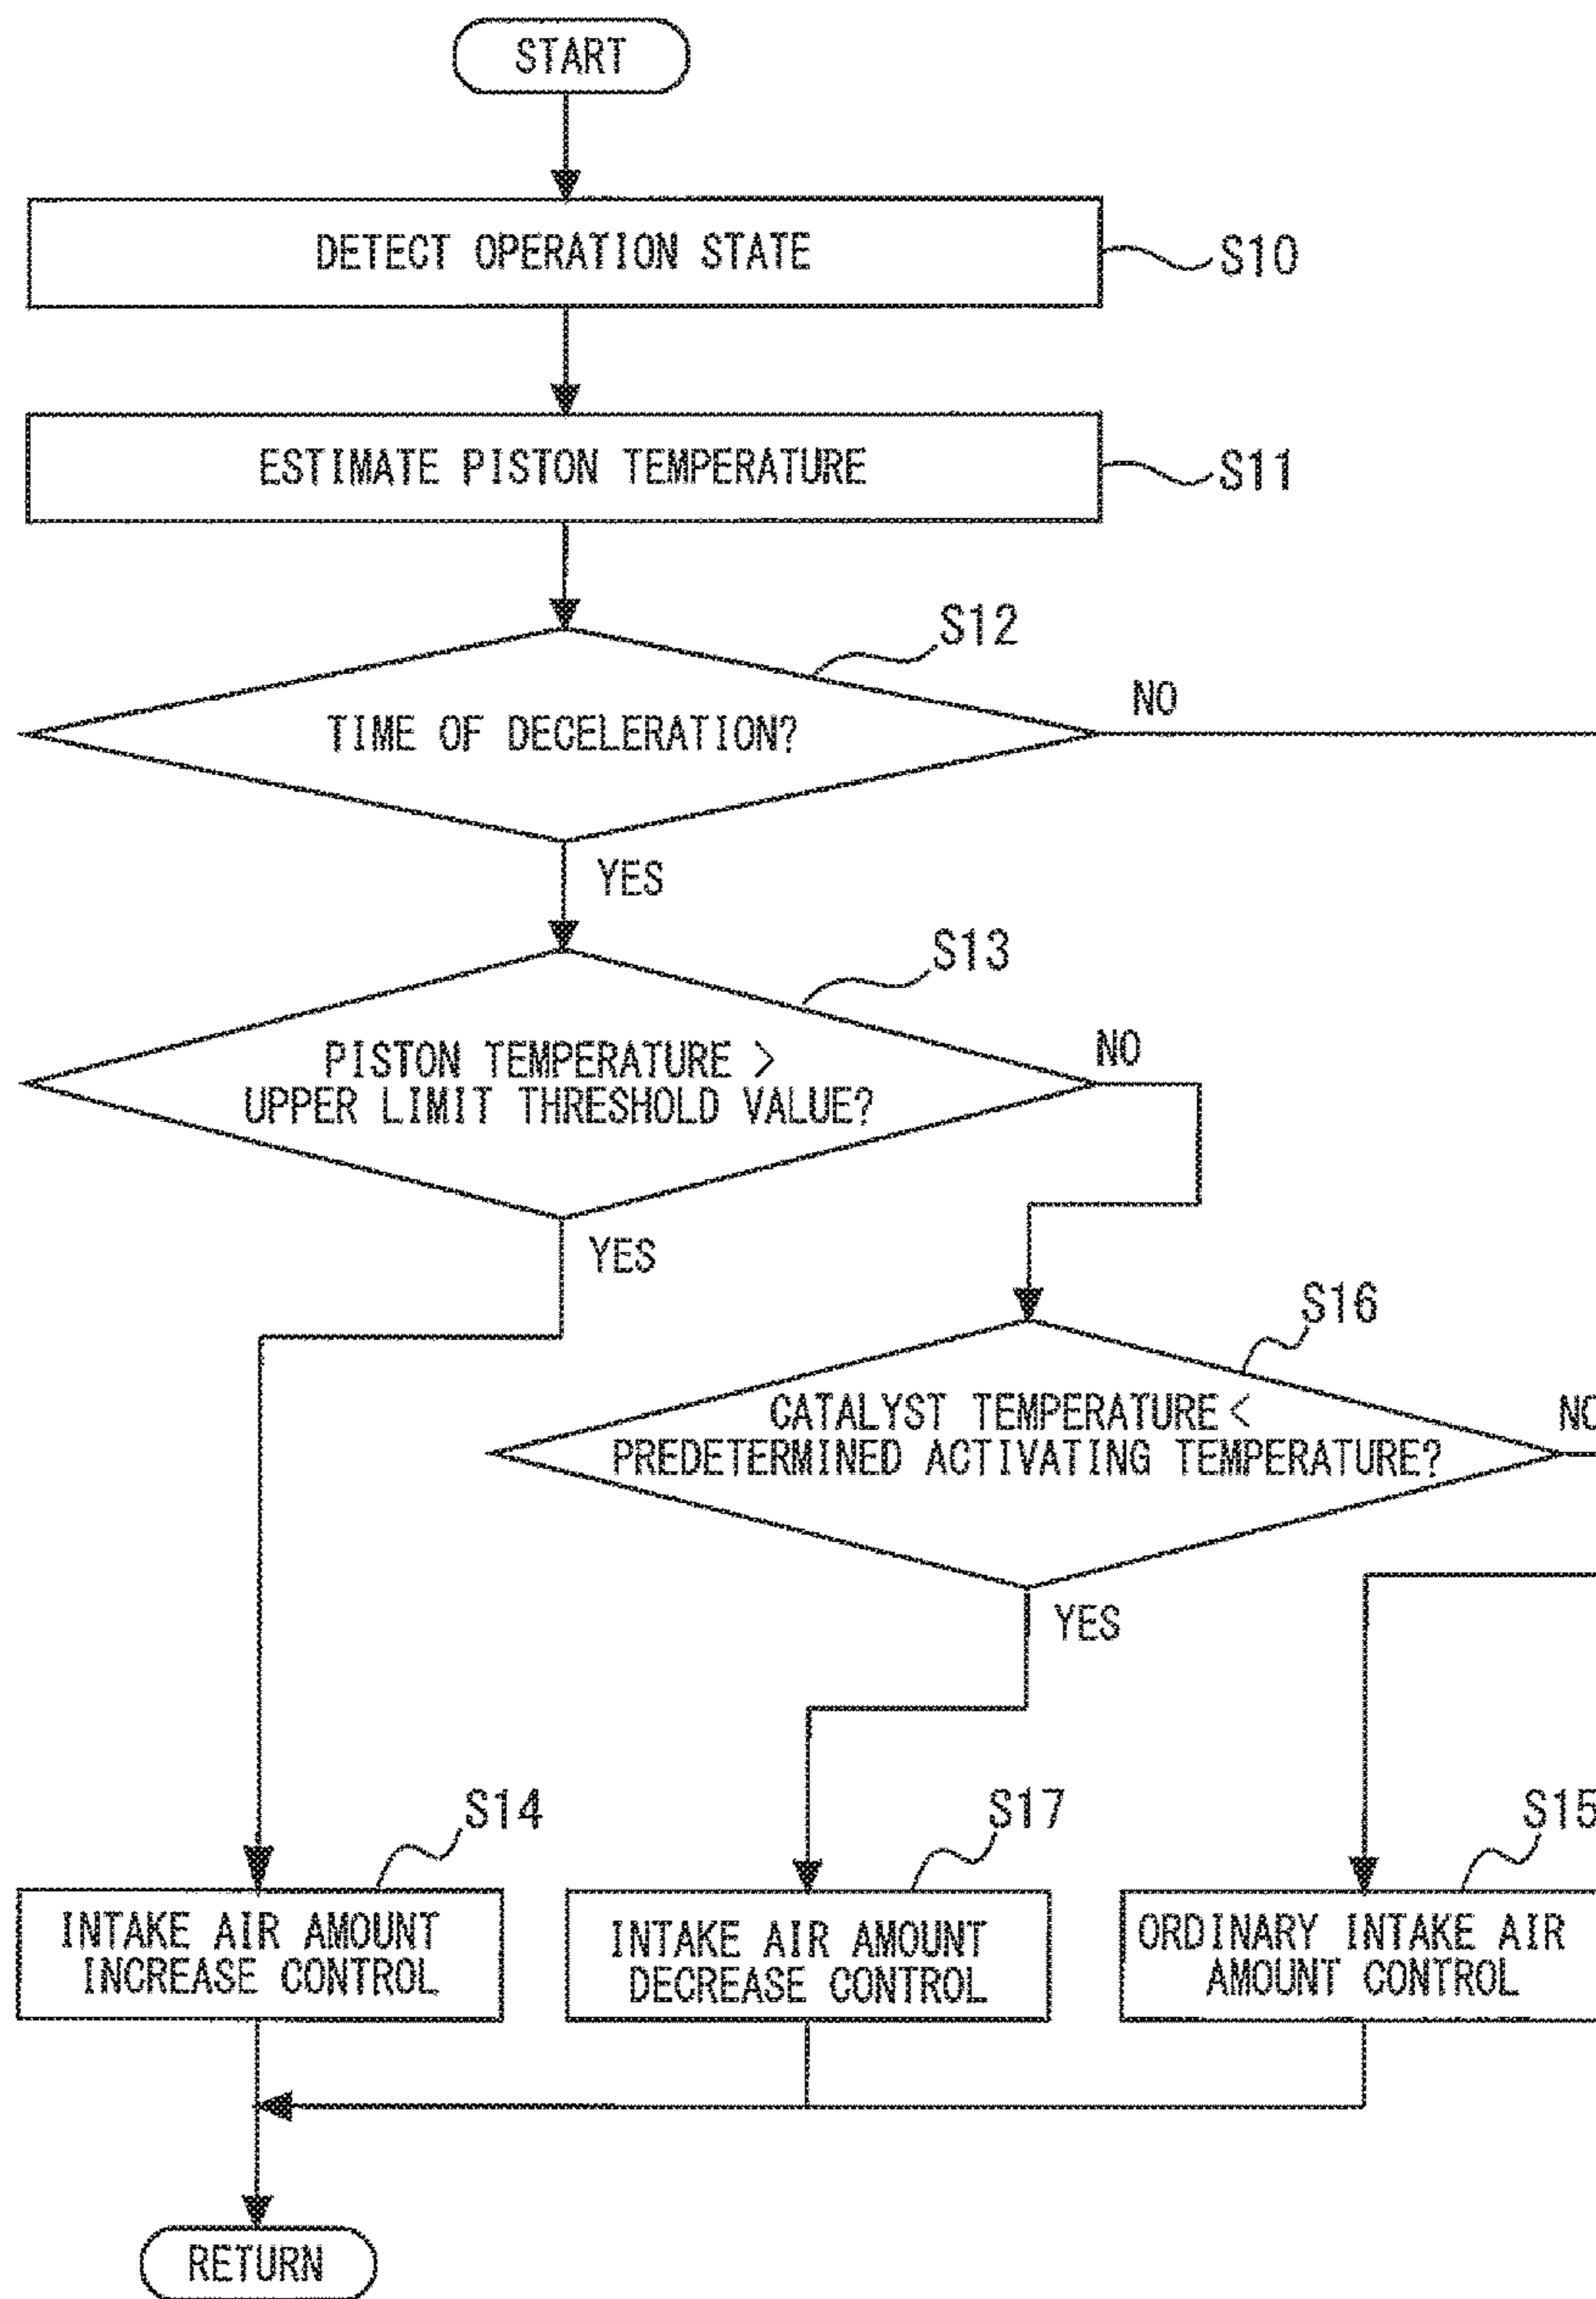 START
DETECT OPERATION STATE
S10
ESTIMATE PISTON TEMPERATURE
S11
S12
TIME OF DECELERATION?
NO
YES
S13
PISTON TEMPERATURE >
UPPER LIMIT THRESHOLD VALUE?
NO
YES
S16
CATALYST TEMPERATURE <
PREDETERMINED ACTIVATING TEMPERATURE?
NO
YES
S14
S17
S15
INTAKE AIR AMOUNT
INCREASE CONTROL
INTAKE AIR AMOUNT
DECREASE CONTROL
ORDINARY INTAKE AIR
AMOUNT CONTROL
RETURN